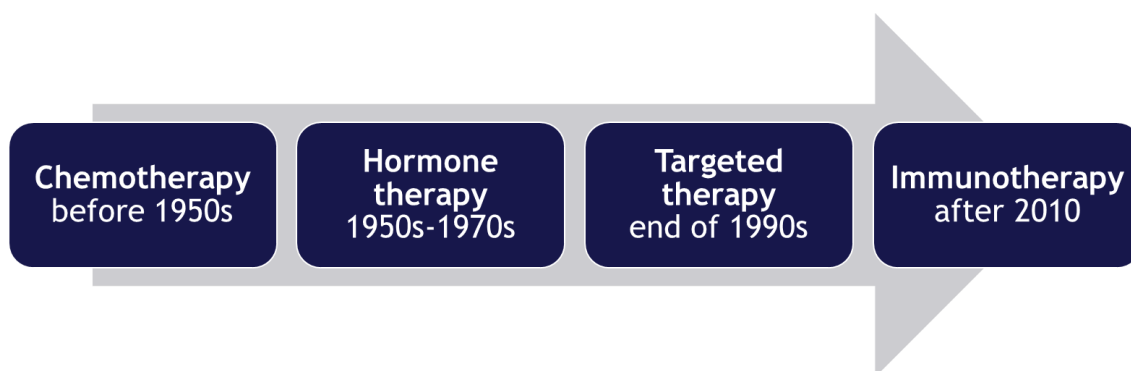 Chemotherapy
before 1950s
Hormone
therapy
1950s-1970s
Targeted
therapy
end of 1990s
Immunotherapy
after 2010